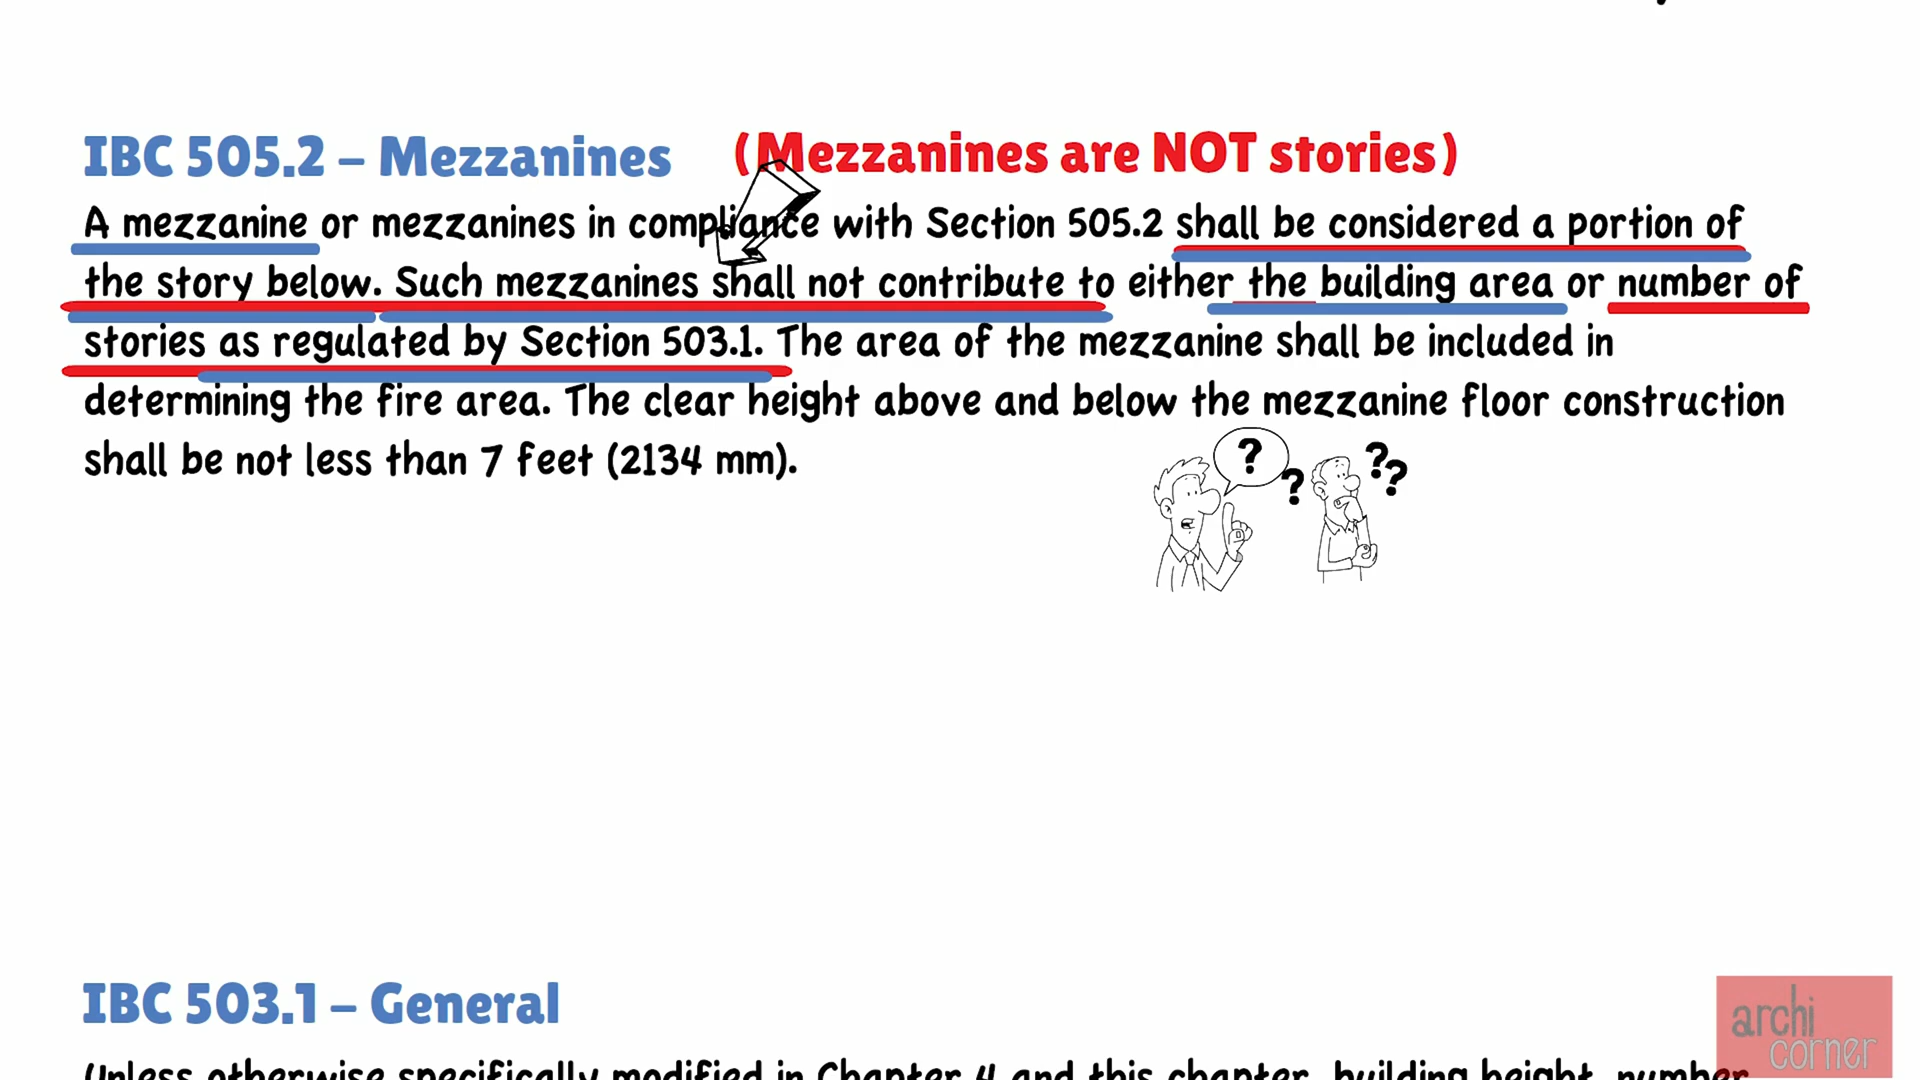 IBC 505.2 – Mezzanines (Mezzanines are NOT stories)
A mezzanine or mezzanines in compliance with Section 505.2 shall be considered a portion of
the story below. Such mezzanines shall not contribute to either the building area or number of
stories as regulated by Section 503.1. The area of the mezzanine shall be included in
determining the fire area. The clear height above and below the mezzanine floor construction
shall be not less than 7 feet (2134 mm).
? ? ??
IBC 503.1 – General
Unless otherwise specifically modified in Chapter 4 and this chapter, building height, number
archi
corner